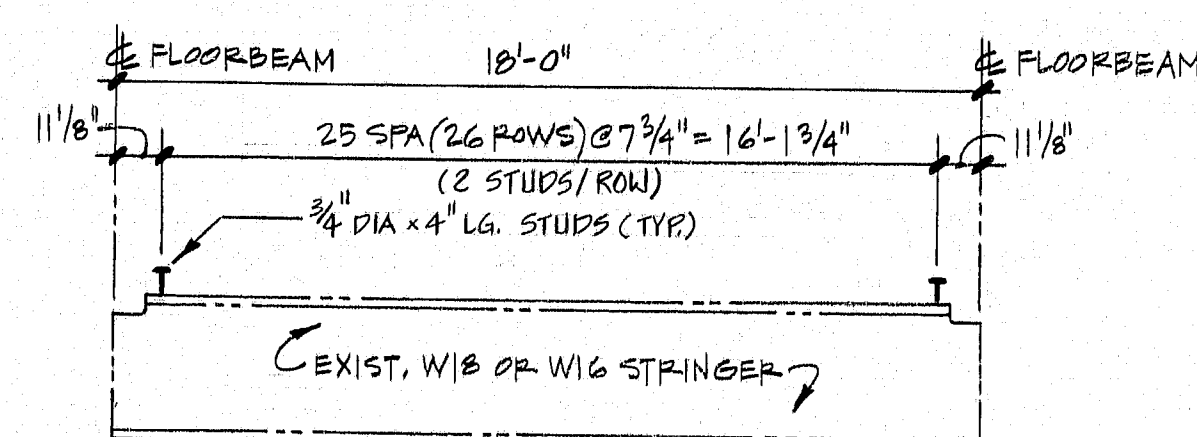 ℄ FLOORBEAM
18'-0"
℄ FLOORBEAM
11 1/8"
25 SPA (26 ROWS) @ 7 3/4" = 16'-1 3/4"
11 1/8"
(2 STUDS/ROW)
3/4" DIA x 4" LG. STUDS (TYP.)
EXIST. W18 OR W16 STRINGER